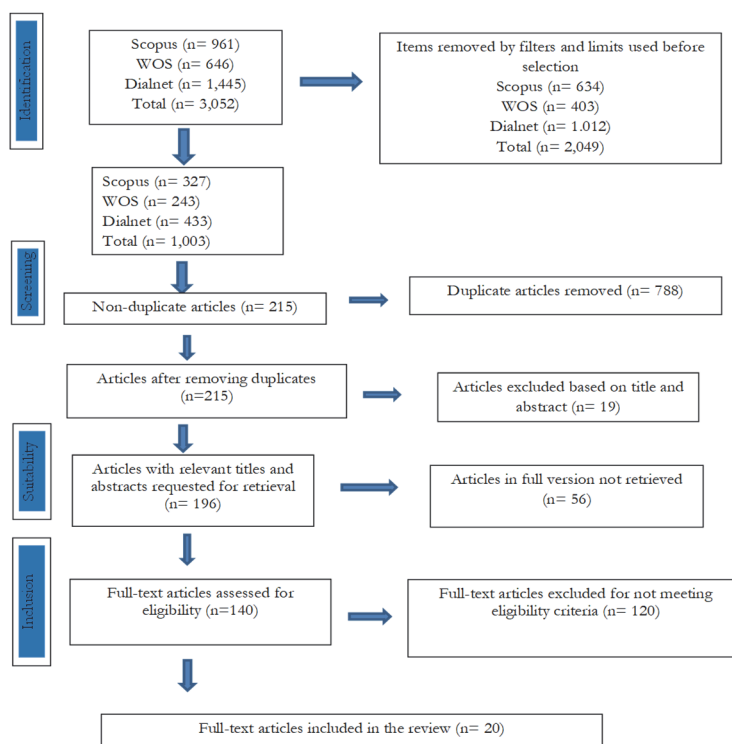 Identification
Scopus (n= 961)
WOS (n= 646)
Dialnet (n= 1,445)
Total (n= 3,052)
Items removed by filters and limits used before
selection
Scopus (n= 634)
WOS (n= 403)
Dialnet (n= 1.012)
Total (n= 2,049)
Scopus (n= 327)
WOS (n= 243)
Dialnet (n= 433)
Total (n= 1,003)
Screening
Non-duplicate articles (n= 215)
Duplicate articles removed (n= 788)
Articles after removing duplicates
(n=215)
Articles excluded based on title and
abstract (n= 19)
Suitability
Articles with relevant titles and
abstracts requested for retrieval
(n= 196)
Articles in full version not retrieved
(n= 56)
Inclusion
Full-text articles assessed for
eligibility (n=140)
Full-text articles excluded for not meeting
eligibility criteria (n= 120)
Full-text articles included in the review (n= 20)